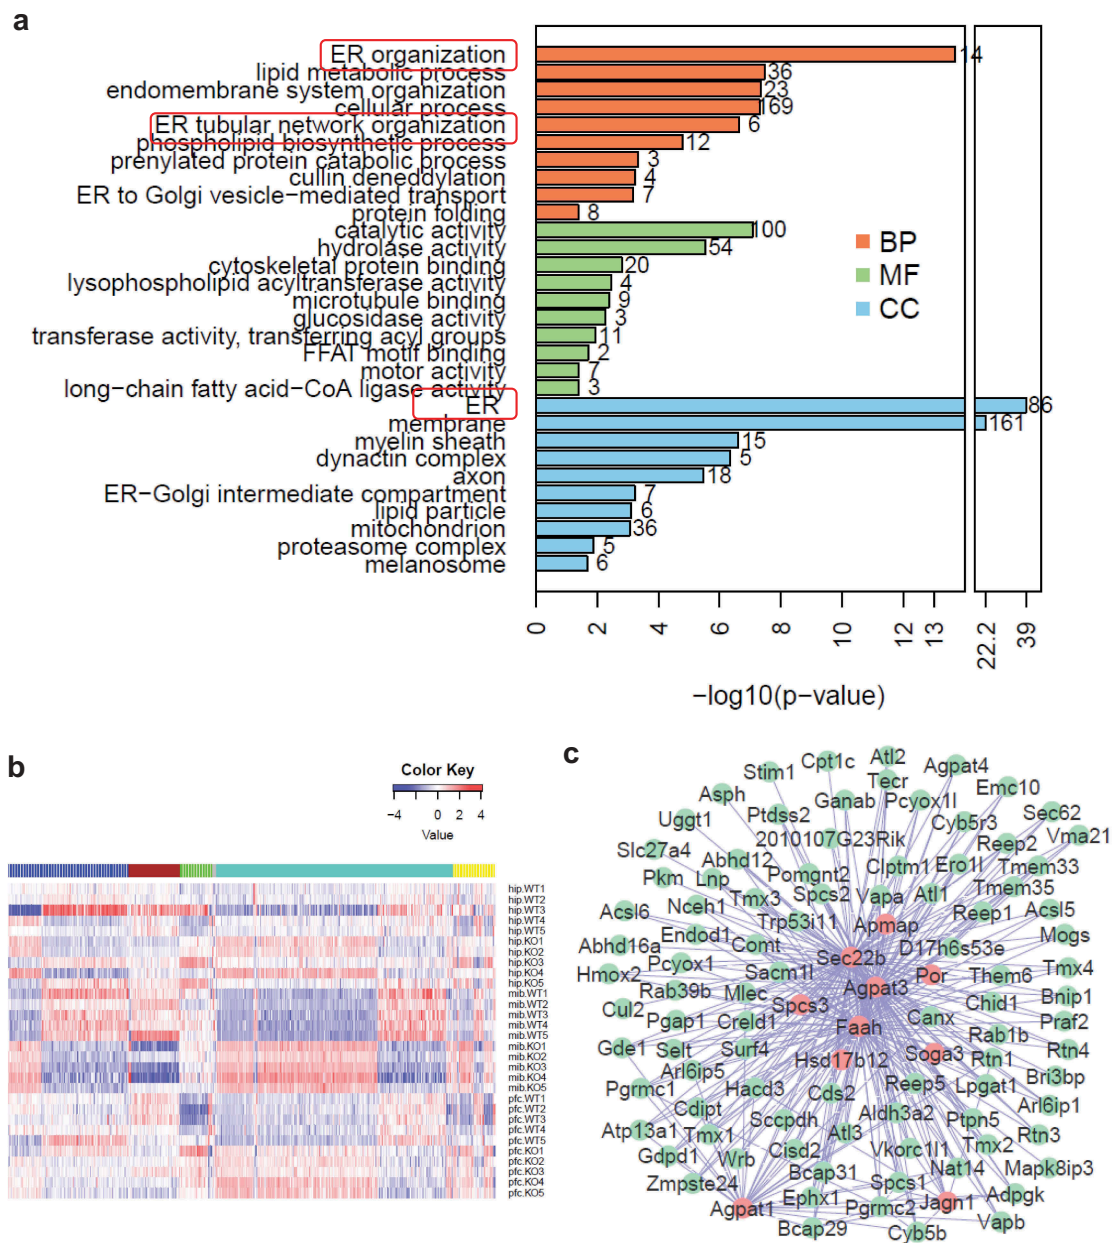 a
ER organization 14
lipid metabolic process 36
endomembrane system organization 23
cellular process 169
ER tubular network organization 6
phospholipid biosynthetic process 12
prenylated protein catabolic process 3
cullin deneddylation 4
ER to Golgi vesicle−mediated transport 7
protein folding 8
catalytic activity 100
hydrolase activity 54
cytoskeletal protein binding 20
lysophospholipid acyltransferase activity 4
microtubule binding 9
glucosidase activity 3
transferase activity, transferring acyl groups 11
FFAT motif binding 2
motor activity 7
long−chain fatty acid−CoA ligase activity 3
ER 86
membrane 161
myelin sheath 15
dynactin complex 5
axon 18
ER−Golgi intermediate compartment 7
lipid particle 6
mitochondrion 36
proteasome complex 5
melanosome 6
BP
MF
CC
0 2 4 6 8 10 12 13 22.2 39
−log10(p−value)
b
Color Key
−4 0 2 4
Value
hip.WT1
hip.WT2
hip.WT3
hip.WT4
hip.WT5
hip.KO1
hip.KO2
hip.KO3
hip.KO4
hip.KO5
mib.WT1
mib.WT2
mib.WT3
mib.WT4
mib.WT5
mib.KO1
mib.KO2
mib.KO3
mib.KO4
mib.KO5
pfc.WT1
pfc.WT2
pfc.WT3
pfc.WT4
pfc.WT5
pfc.KO1
pfc.KO2
pfc.KO3
pfc.KO4
pfc.KO5
c
Stim1 Cpt1c Atl2 Agpat4
Tecr
Asph Ganab Pcyox1l Emc10
Uggt1 Ptdss2 Cyb5r3 Sec62
2010107G23Rik Reep2 Vma21
Slc27a4 Abhd12 Clptm1 Ero1l Tmem33
Pkm Lnp Pomgnt2 Tmem35
Tmx3 Spcs2 Vapa Atl1
Acsl6 Nceh1 Trp53i11 Apmap Reep1 Acsl5
Abhd16a Endod1 Comt D17h6s53e Mogs
Hmox2 Pcyox1 Sacm1l Sec22b Por Them6 Tmx4
Rab39b Mlec Agpat3 Chid1 Bnip1
Cul2 Pgap1 Creld1 Spcs3 Faah Canx Rab1b Praf2
Gde1 Selt Surf4 Hsd17b12 Soga3 Rtn1 Rtn4
Arl6ip5 Bri3bp
Pgrmc1 Hacd3 Cds2 Reep5 Lpgat1 Arl6ip1
Cdipt Sccpdh Aldh3a2 Ptpn5
Atp13a1 Tmx1 Atl3 Tmx2 Rtn3
Gdpd1 Wrb Cisd2 Vkorc1l1 Nat14 Mapk8ip3
Zmpste24 Bcap31 Spcs1 Adpgk
Agpat1 Ephx1 Pgrmc2 Jagn1
Bcap29 Cyb5b Vapb